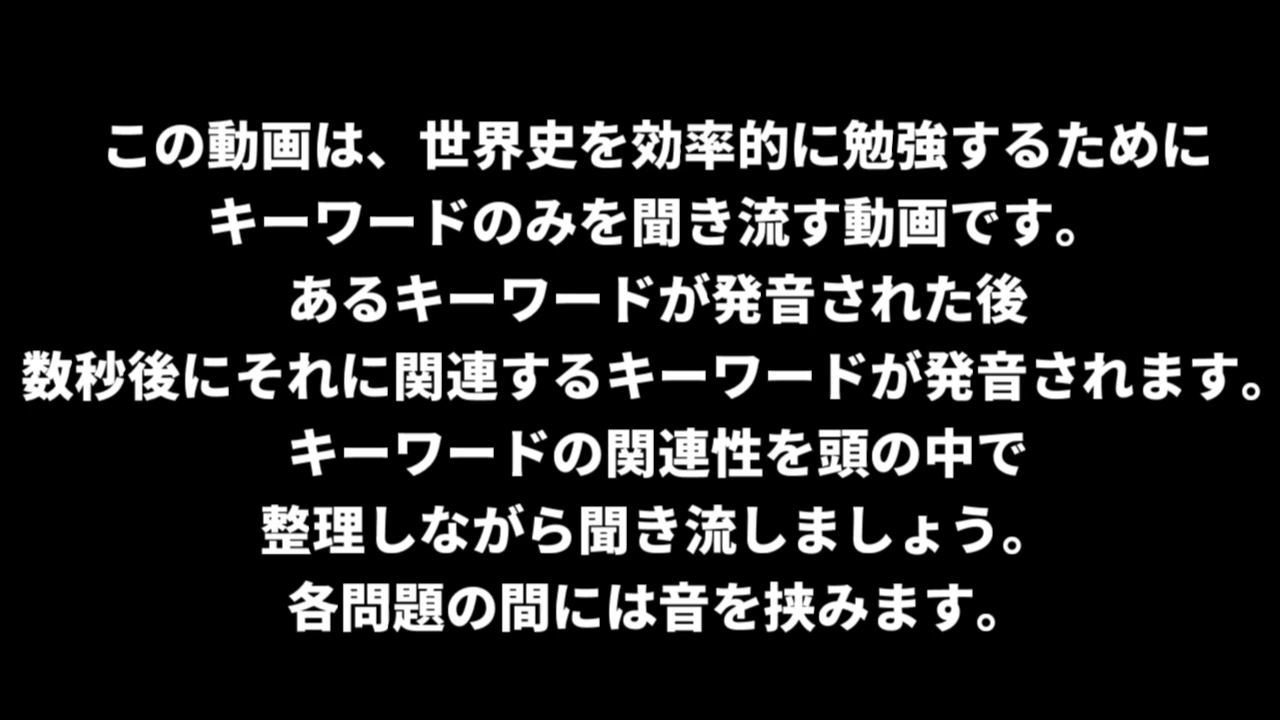 この動画は、世界史を効率的に勉強するために
キーワードのみを聞き流す動画です。
あるキーワードが発音された後
数秒後にそれに関連するキーワードが発音されます。
キーワードの関連性を頭の中で
整理しながら聞き流しましょう。
各問題の間には音を挟みます。